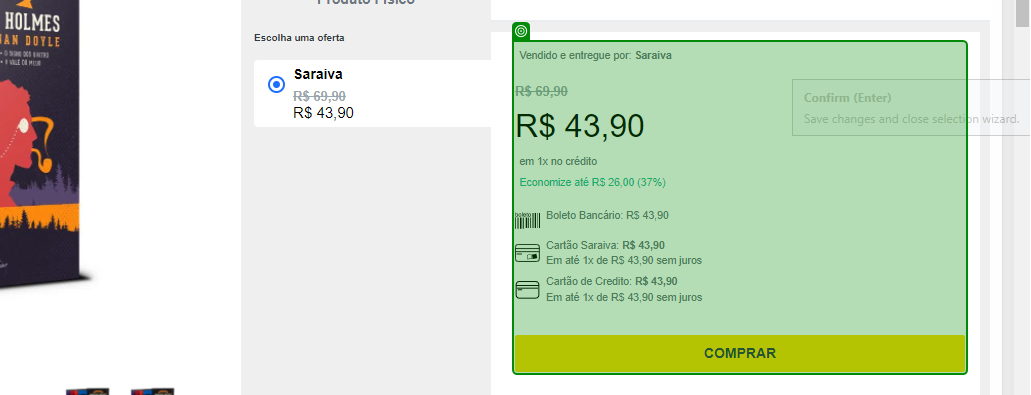 Produto Físico
HOLMES
NAN DOYLE
Escolha uma oferta
Saraiva
R$ 69,90
R$ 43,90
Vendido e entregue por: Saraiva
R$ 69,90
R$ 43,90
em 1x no crédito
Economize até R$ 26,00 (37%)
boleto
Boleto Bancário: R$ 43,90
Cartão Saraiva: R$ 43,90
Em até 1x de R$ 43,90 sem juros
Cartão de Credito: R$ 43,90
Em até 1x de R$ 43,90 sem juros
COMPRAR
Confirm (Enter)
Save changes and close selection wizard.